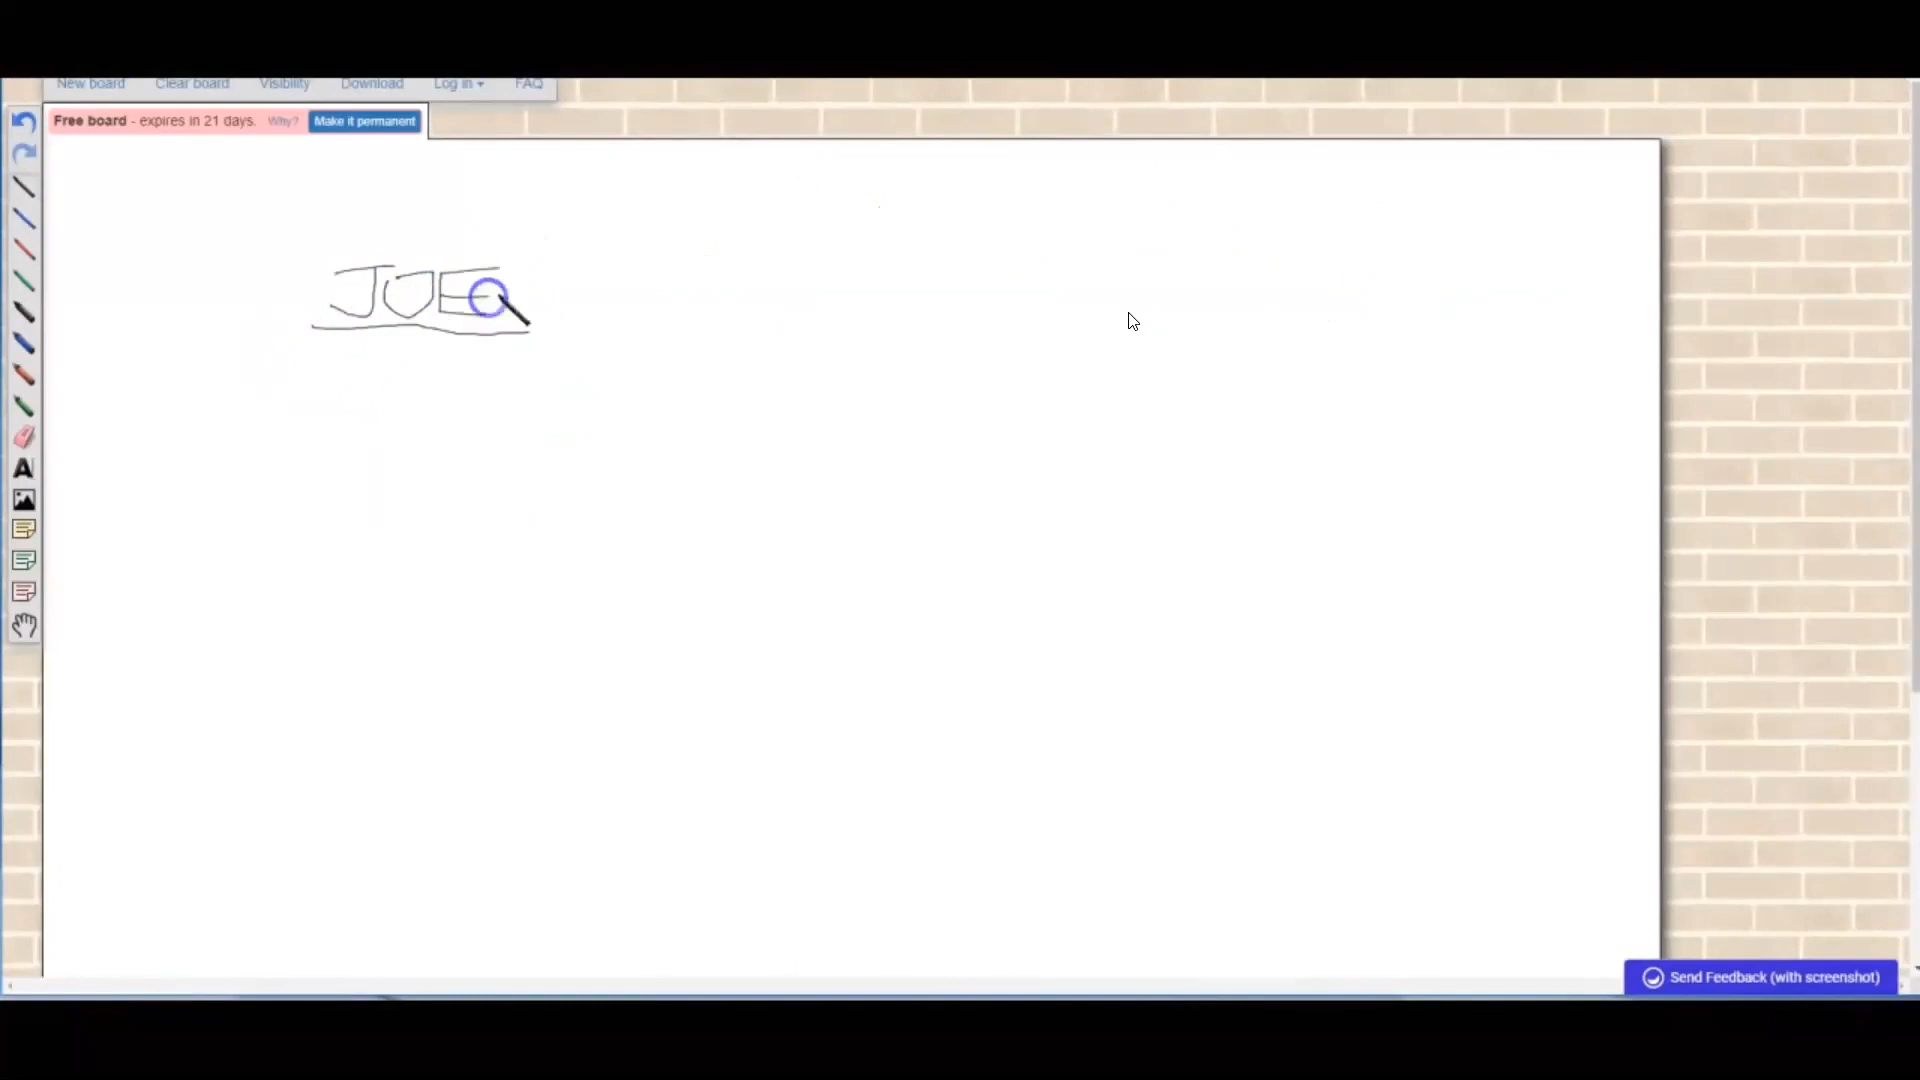 New board Clear board Visibility Download Log in FAQ
Free board - expires in 21 days. Why? Make it permanent
JOE
A
Send Feedback (with screenshot)